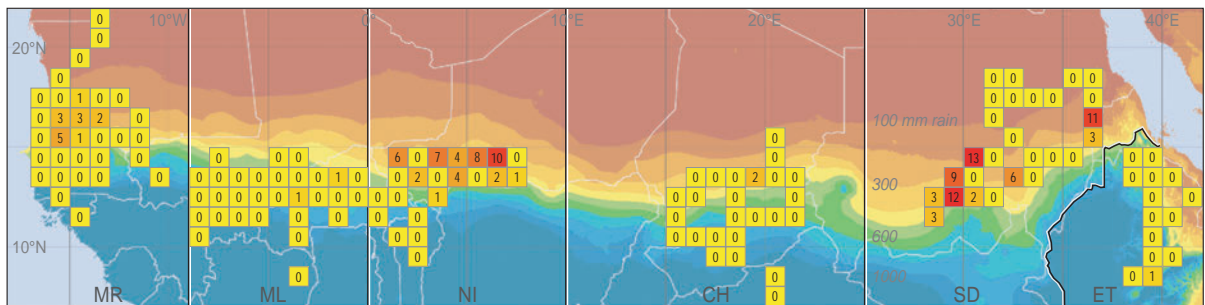 0 10°W 0° 10°E 20°E 30°E 40°E
20°N 0
0
0 0 0 0 0
0 0 1 0 0 0 0 0 0 0
0 3 3 2 0 100 mm rain 0 11
0 5 1 0 0 0 0 0 3
0 0 0 0 0 0 0 0 6 0 7 4 8 10 0 0 13 0 0 0 0 0 0
0 0 0 0 0 0 0 0 0 0 0 0 1 0 0 2 0 4 0 2 1 0 0 0 2 0 0 300 9 0 6 0 0 0 0
0 0 0 0 0 0 1 0 0 0 0 0 0 1 0 0 0 0 0 3 12 2 0 0 0
0 0 0 0 0 0 0 0 0 0 0 0 0 0 0 3 0 0
10°N 0 0 0 0 0 0 0 0 600 0 0
0 0 0 0 0
0 0 1000 0 1
MR ML NI CH 0 SD ET